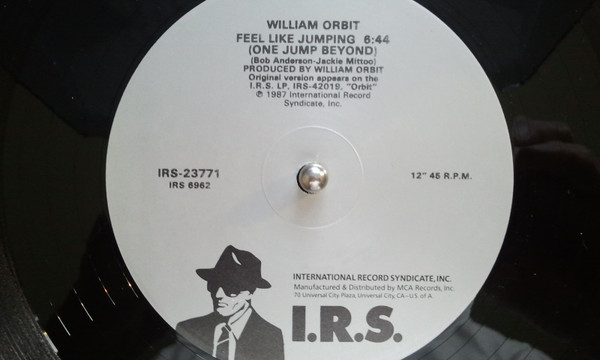 WILLIAM ORBIT
FEEL LIKE JUMPING 6:44
(ONE JUMP BEYOND)
(Bob Anderson-Jackie Mittoo)
PRODUCED BY WILLIAM ORBIT
Original version appears on the
I.R.S. LP, IRS-42019, "Orbit"
℗ 1987 International Record
Syndicate, Inc.
IRS-23771
IRS 6962
12" 45 R.P.M.
INTERNATIONAL RECORD SYNDICATE, INC.
Manufactured & Distributed by MCA Records, Inc.
70 Universal City Plaza, Universal City, CA—U.S. of A.
I.R.S.